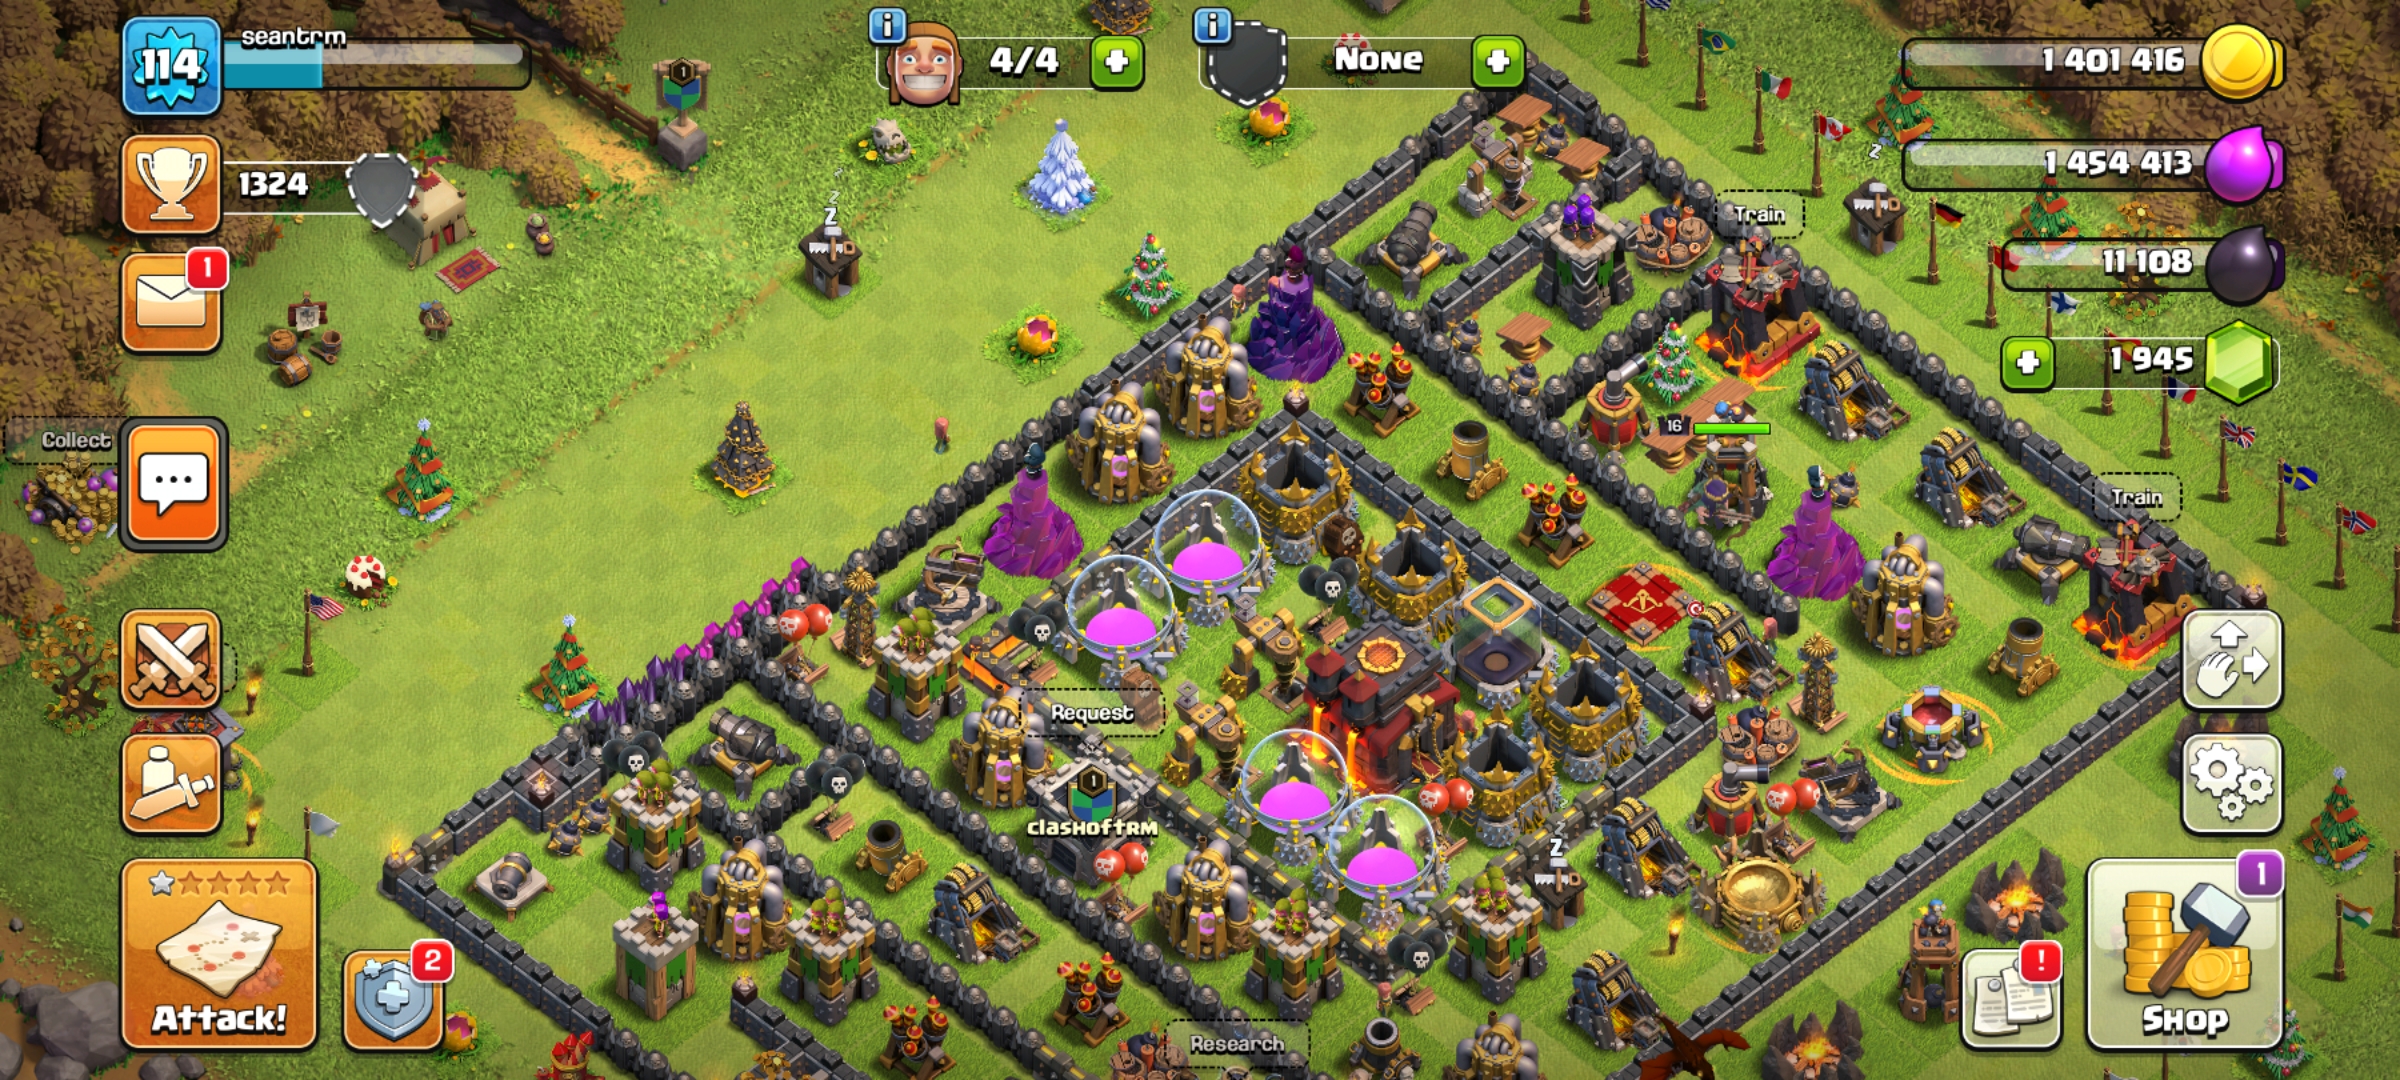 114
seantrm
4/4
None
1 401 416
1324
1 454 413
Train
1
11 108
1 945
Collect
16
Train
Request
1
clashoftRM
1
2
!
Attack!
Shop
Research
z
z
z
z
1
i
i